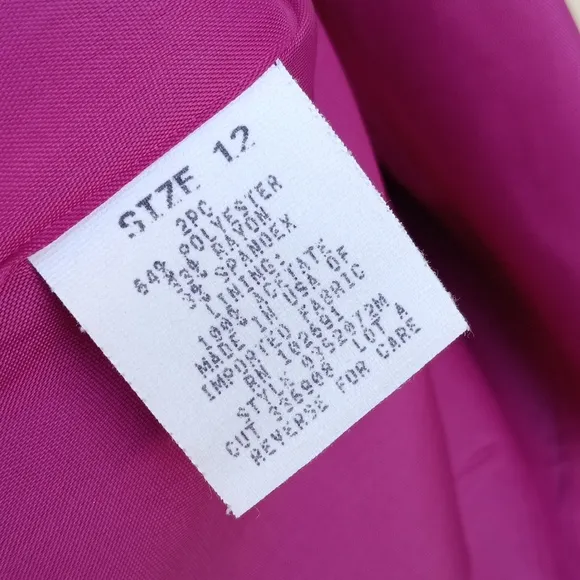 SIZE 12
2PC
64% POLYESTER
33% RAYON
3% SPANDEX
LINING:
100% ACETATE
MADE IN USA OF
IMPORTED FABRIC
RN 102691
STYLE 03S2972M
CUT 336908 LOT A
REVERSE FOR CARE